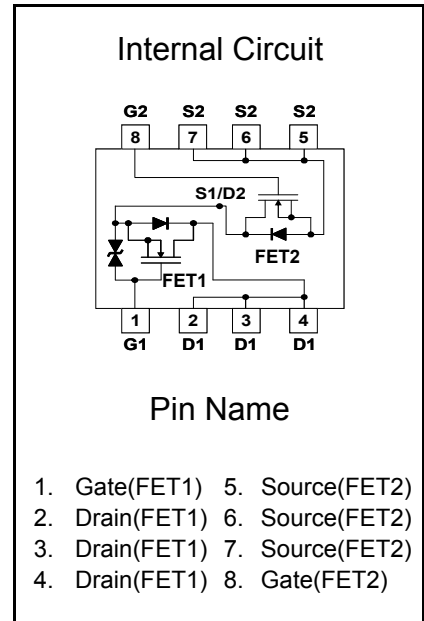 Internal Circuit
G2 S2 S2 S2
8 7 6 5
S1/D2
FET2
FET1
1 2 3 4
G1 D1 D1 D1
Pin Name
1. Gate(FET1) 5. Source(FET2)
2. Drain(FET1) 6. Source(FET2)
3. Drain(FET1) 7. Source(FET2)
4. Drain(FET1) 8. Gate(FET2)